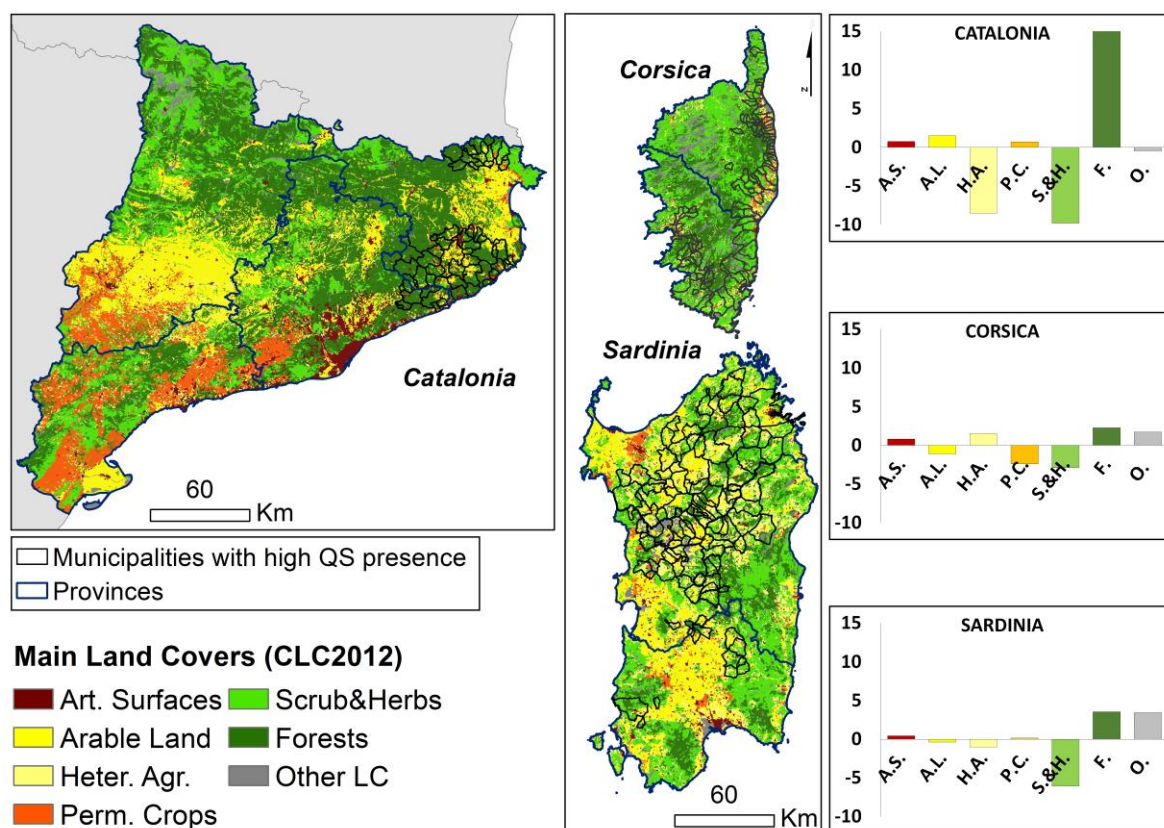 Catalonia
60
Km
Municipalities with high QS presence
Provinces
Main Land Covers (CLC2012)
Art. Surfaces
Scrub&Herbs
Arable Land
Forests
Heter. Agr.
Other LC
Perm. Crops
Corsica
z
Sardinia
60
Km
CATALONIA
15
10
5
0
-5
-10
A.S.
A.L.
H.A.
P.C.
S.&H.
F.
O.
CORSICA
15
10
5
0
-5
-10
A.S.
A.L.
H.A.
P.C.
S.&H.
F.
O.
SARDINIA
15
10
5
0
-5
-10
A.S.
A.L.
H.A.
P.C.
S.&H.
F.
O.